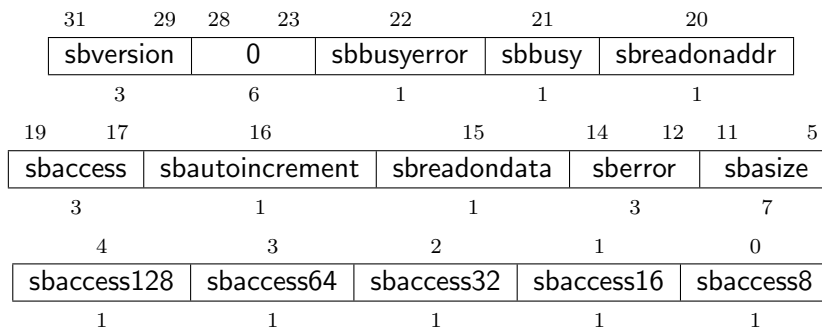 31 29 28 23 22 21 20
sbversion 0 sbbusyerror sbbusy sbreadonaddr
3 6 1 1 1
19 17 16 15 14 12 11 5
sbaccess sbautoincrement sbreadondata sberror sbasize
3 1 1 3 7
4 3 2 1 0
sbaccess128 sbaccess64 sbaccess32 sbaccess16 sbaccess8
1 1 1 1 1